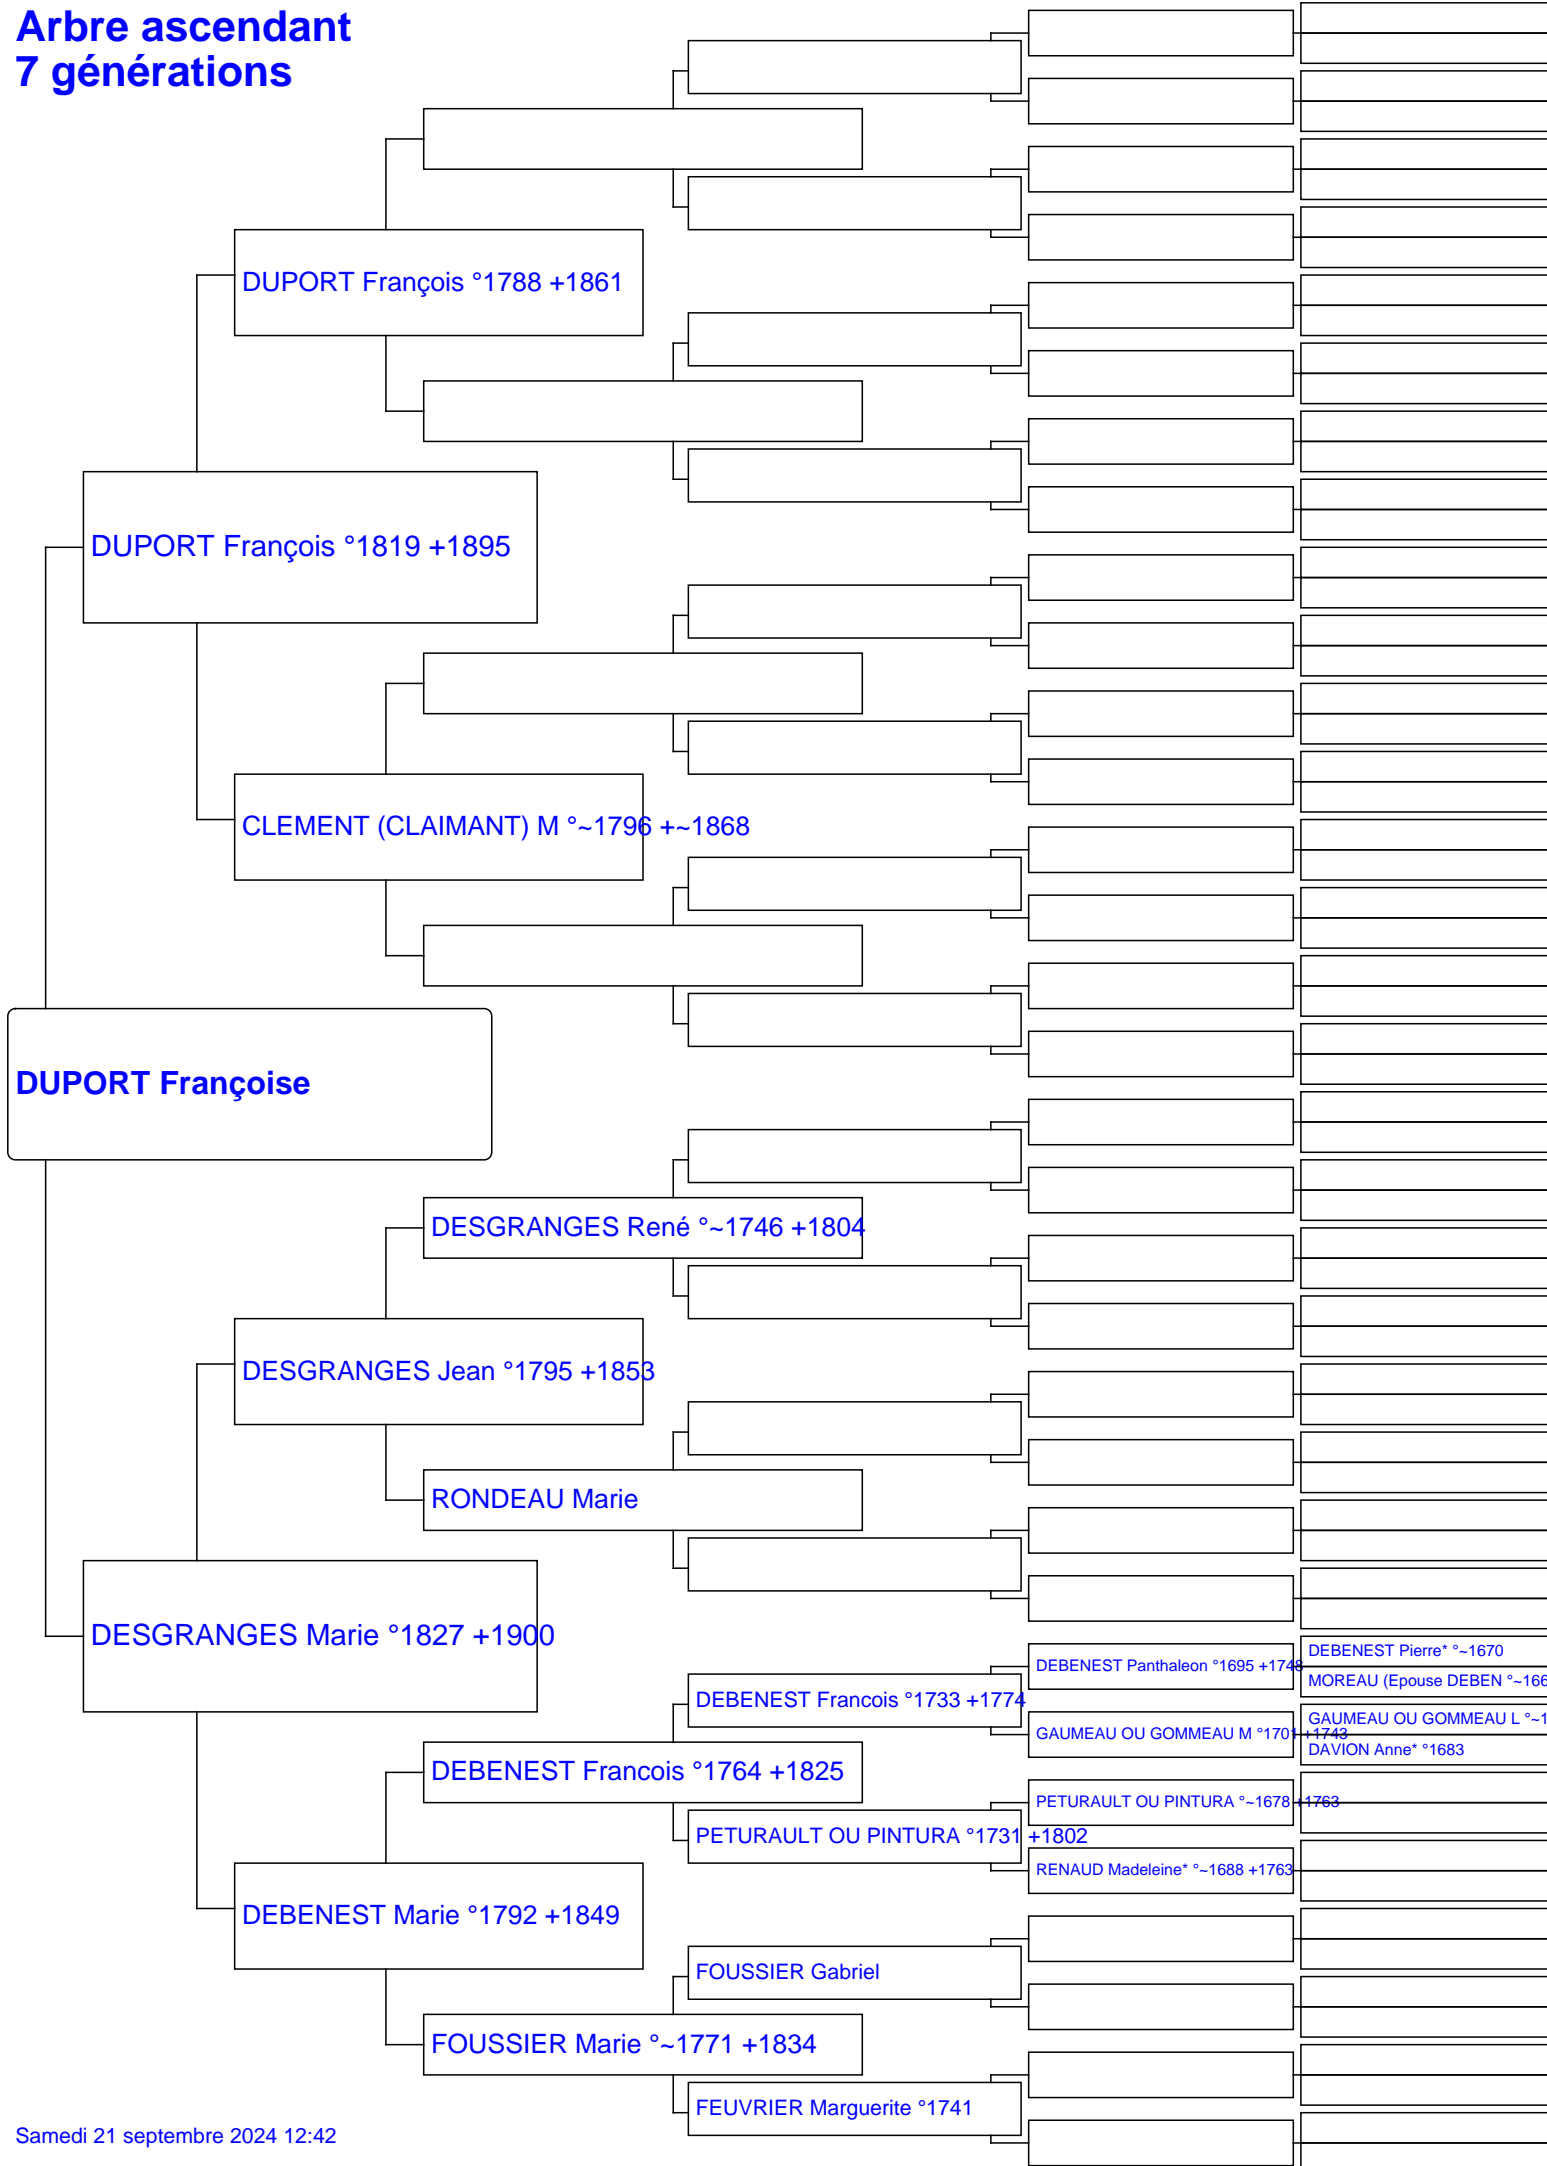 Arbre ascendant
7 générations
DUPORT François °1788 +1861
DUPORT François °1819 +1895
CLEMENT (CLAIMANT) M °~1796 +~1868
DUPORT Françoise
DESGRANGES René °~1746 +1804
DESGRANGES Jean °1795 +1853
RONDEAU Marie
DESGRANGES Marie °1827 +1900
DEBENEST Pierre* °~1670
DEBENEST Panthaleon °1695 +1748
MOREAU (Epouse DEBEN °~166
DEBENEST Francois °1733 +1774
GAUMEAU OU GOMMEAU L °~1
GAUMEAU OU GOMMEAU M °1701 +1743
DAVION Anne* °1683
DEBENEST Francois °1764 +1825
PETURAULT OU PINTURA °~1678 +1763
PETURAULT OU PINTURA °1731 +1802
RENAUD Madeleine* °~1688 +1763
DEBENEST Marie °1792 +1849
FOUSSIER Gabriel
FOUSSIER Marie °~1771 +1834
FEUVRIER Marguerite °1741
Samedi 21 septembre 2024 12:42